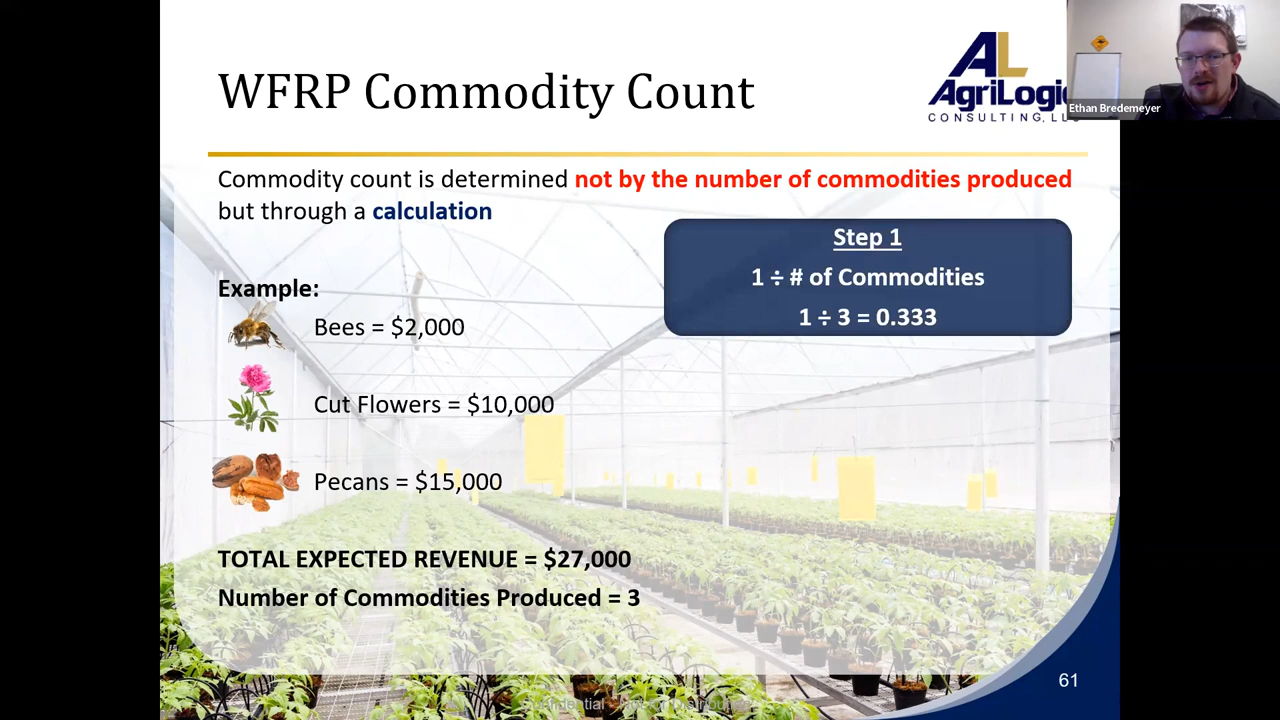 WFRP Commodity Count
AL
AgriLogic
CONSULTING, LLC
Ethan Bredemeyer
Commodity count is determined not by the number of commodities produced
but through a calculation
Step 1
1 ÷ # of Commodities
1 ÷ 3 = 0.333
Example:
Bees = $2,000
Cut Flowers = $10,000
Pecans = $15,000
TOTAL EXPECTED REVENUE = $27,000
Number of Commodities Produced = 3
61
Confidential